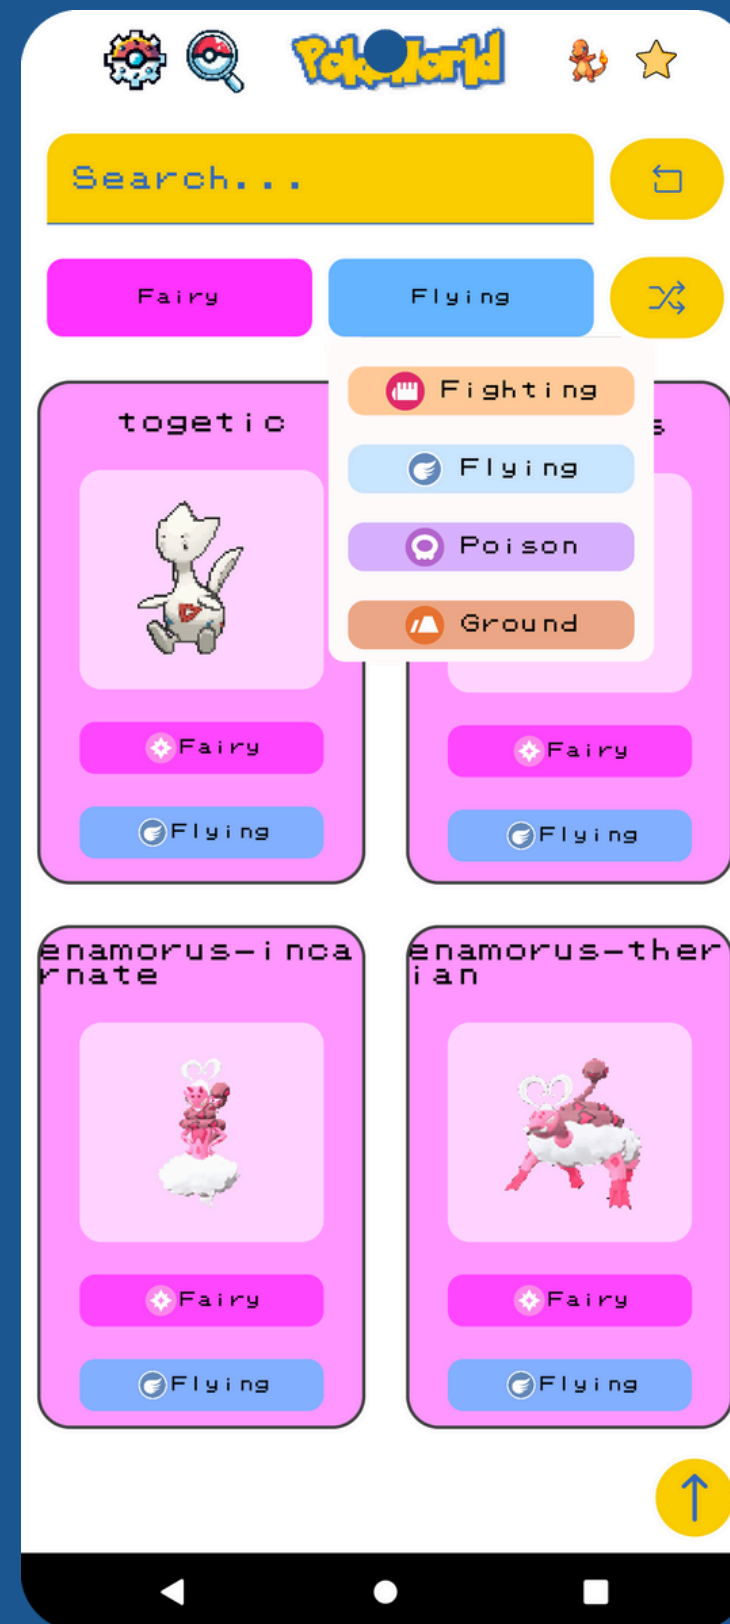 Search...
Fairy
Flying
Fighting
togetic
s
Flying
Poison
Ground
Fairy
Fairy
Flying
Flying
enamorus-inca
rnate
enamorus-ther
ian
Fairy
Fairy
Flying
Flying